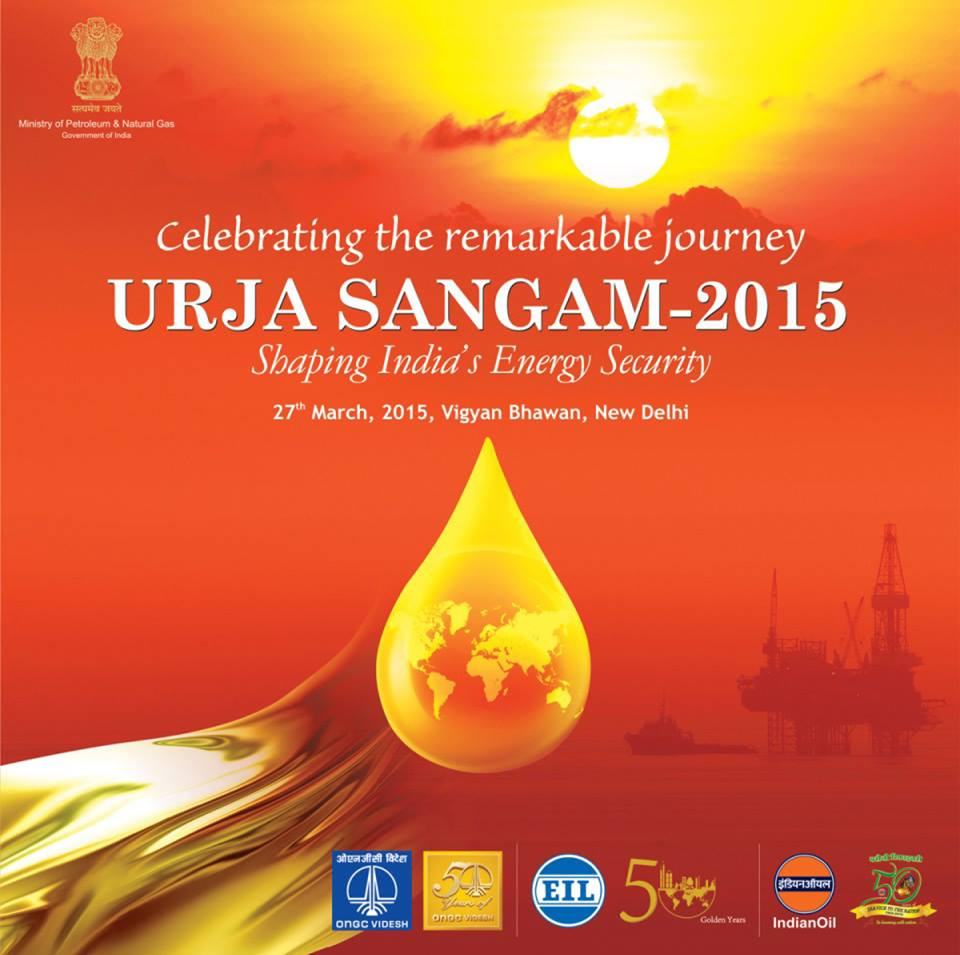 सत्यमेव जयते
Ministry of Petroleum & Natural Gas
Government of India
Celebrating the remarkable journey
URJA SANGAM-2015
Shaping India's Energy Security
27th March, 2015, Vigyan Bhawan, New Delhi
ओएनजीसी विदेश
ONGC VIDESH
50
Years of
ONGC VIDESH
EIL
50
Golden Years
इंडियनऑयल
IndianOil
50